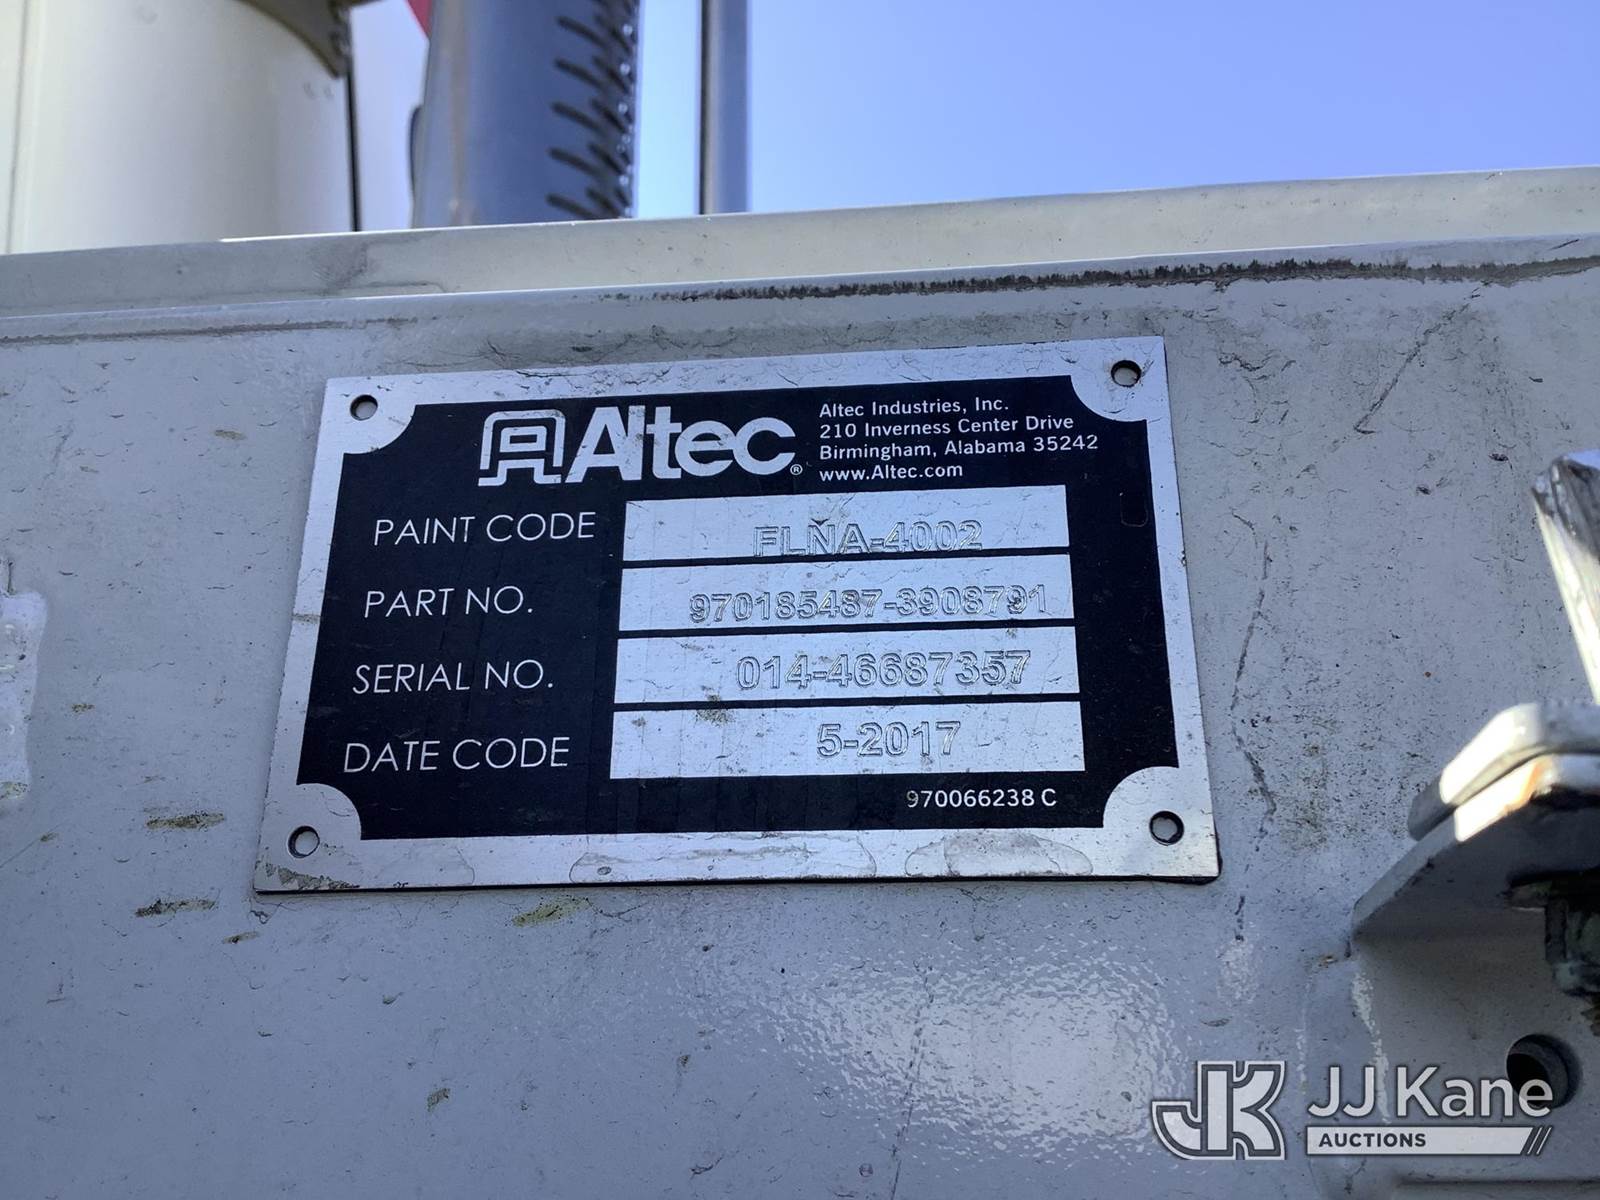 Altec®
Altec Industries, Inc.
210 Inverness Center Drive
Birmingham, Alabama 35242
www.Altec.com
PAINT CODE FLNA-4002
PART NO. 970185487-3908791
SERIAL NO. 014-46687357
DATE CODE 5-2017
970066238 C
JK JJ Kane
AUCTIONS